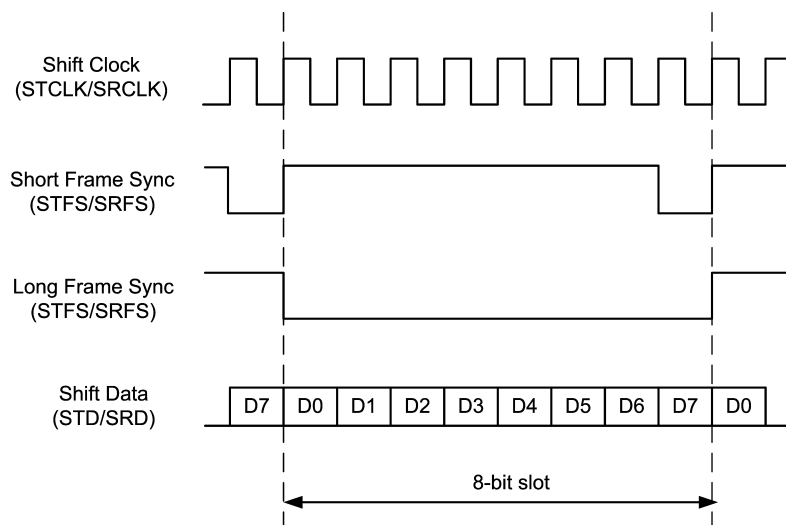 Shift Clock
(STCLK/SRCLK)
Short Frame Sync
(STFS/SRFS)
Long Frame Sync
(STFS/SRFS)
Shift Data
(STD/SRD)
D7 D0 D1 D2 D3 D4 D5 D6 D7 D0
8-bit slot